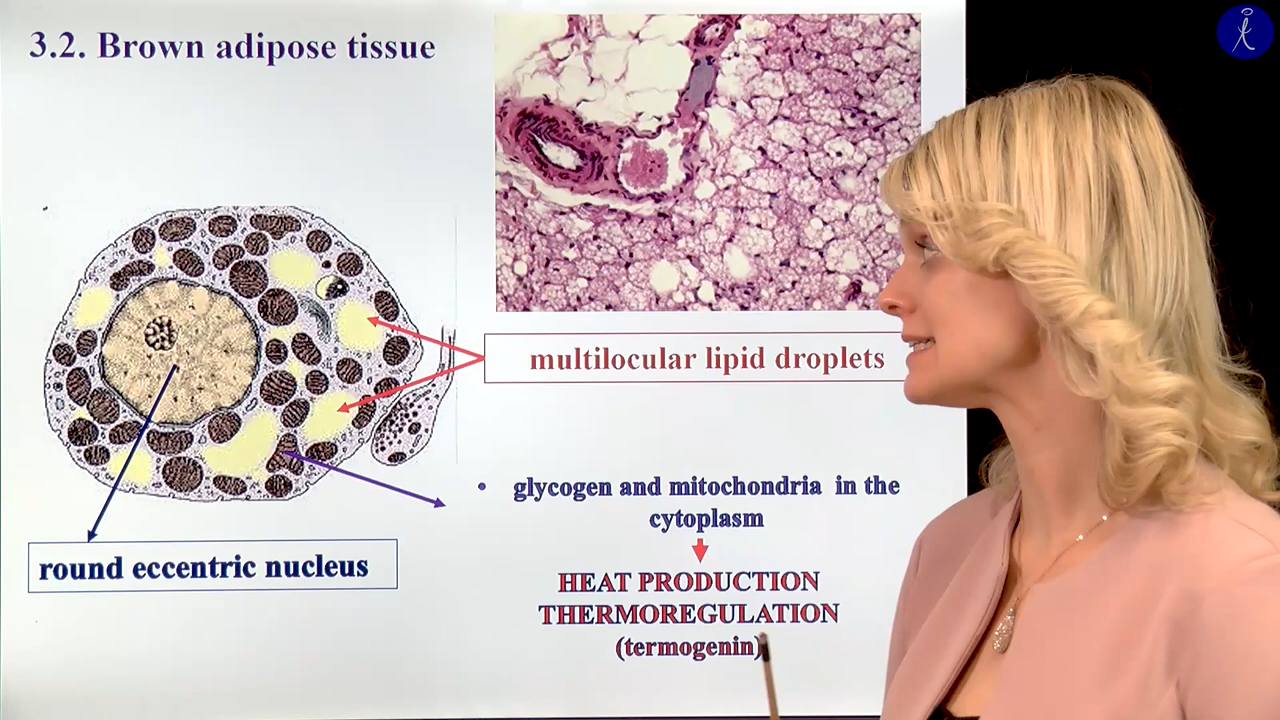 3.2. Brown adipose tissue
multilocular lipid droplets
• glycogen and mitochondria in the
cytoplasm
round eccentric nucleus
HEAT PRODUCTION
THERMOREGULATION
(termogenin)